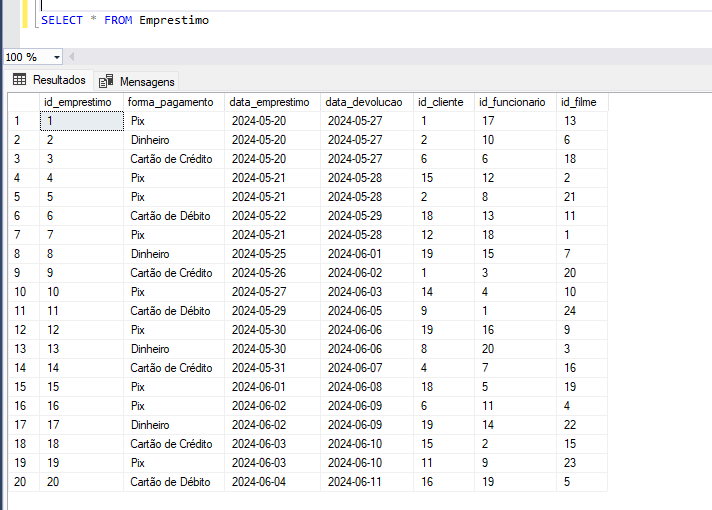 SELECT * FROM Emprestimo
100 %
Resultados Mensagens
id_emprestimo forma_pagamento data_emprestimo data_devolucao id_cliente id_funcionario id_filme
1 1 Pix 2024-05-20 2024-05-27 1 17 13
2 2 Dinheiro 2024-05-20 2024-05-27 2 10 6
3 3 Cartão de Crédito 2024-05-20 2024-05-27 6 6 18
4 4 Pix 2024-05-21 2024-05-28 15 12 2
5 5 Pix 2024-05-21 2024-05-28 2 8 21
6 6 Cartão de Débito 2024-05-22 2024-05-29 18 13 11
7 7 Pix 2024-05-21 2024-05-28 12 18 1
8 8 Dinheiro 2024-05-25 2024-06-01 19 15 7
9 9 Cartão de Crédito 2024-05-26 2024-06-02 1 3 20
10 10 Pix 2024-05-27 2024-06-03 14 4 10
11 11 Cartão de Débito 2024-05-29 2024-06-05 9 1 24
12 12 Pix 2024-05-30 2024-06-06 19 16 9
13 13 Dinheiro 2024-05-30 2024-06-06 8 20 3
14 14 Cartão de Crédito 2024-05-31 2024-06-07 4 7 16
15 15 Pix 2024-06-01 2024-06-08 18 5 19
16 16 Pix 2024-06-02 2024-06-09 6 11 4
17 17 Dinheiro 2024-06-02 2024-06-09 19 14 22
18 18 Cartão de Crédito 2024-06-03 2024-06-10 15 2 15
19 19 Pix 2024-06-03 2024-06-10 11 9 23
20 20 Cartão de Débito 2024-06-04 2024-06-11 16 19 5